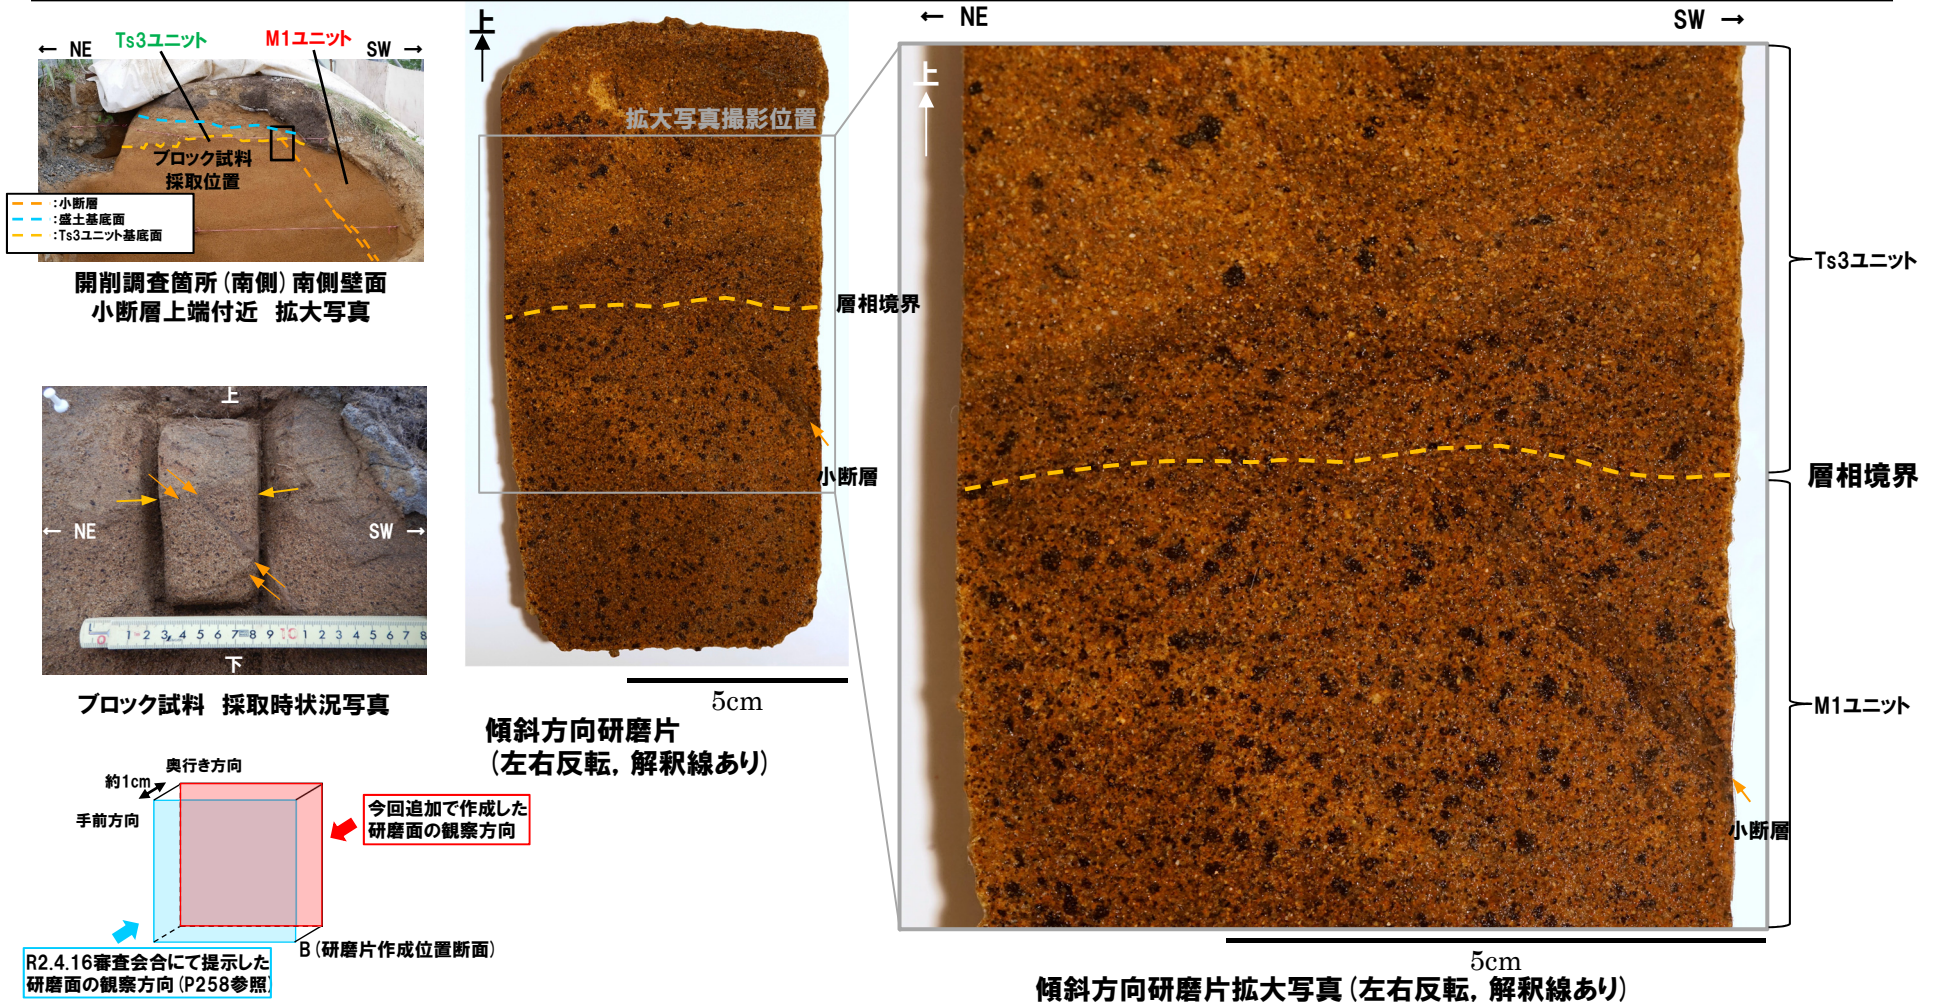 ← NE
Ts3ユニット
M1ユニット
SW →
ブロック試料
採取位置
:小断層
:盛土基底面
:Ts3ユニット基底面
開削調査箇所(南側)南側壁面
小断層上端付近 拡大写真
上
← NE
SW →
下
ブロック試料 採取時状況写真
奥行き方向
約1cm
手前方向
今回追加で作成した
研磨面の観察方向
B(研磨片作成位置断面)
R2.4.16審査会合にて提示した
研磨面の観察方向(P258参照)
上
拡大写真撮影位置
層相境界
小断層
5cm
傾斜方向研磨片
(左右反転, 解釈線あり)
← NE
SW →
上
Ts3ユニット
層相境界
M1ユニット
小断層
5cm
傾斜方向研磨片拡大写真(左右反転, 解釈線あり)